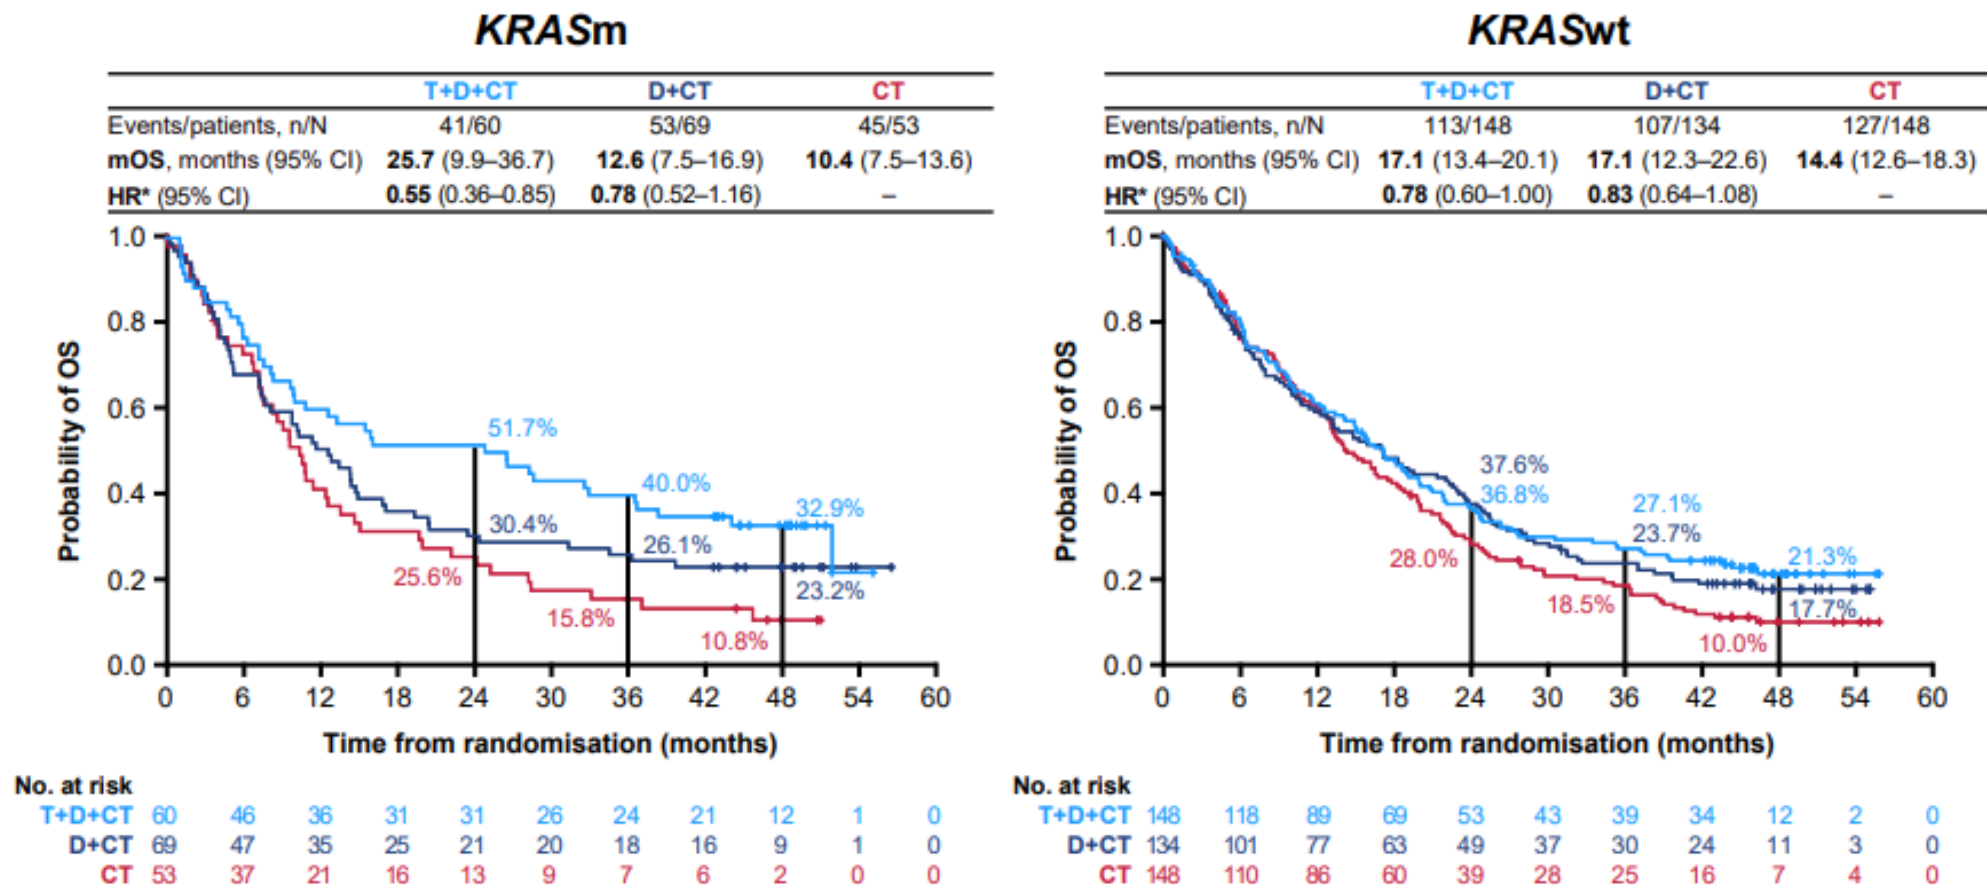 KRASm
T+D+CT D+CT CT
Events/patients, n/N 41/60 53/69 45/53
mOS, months (95% CI) 25.7 (9.9–36.7) 12.6 (7.5–16.9) 10.4 (7.5–13.6)
HR* (95% CI) 0.55 (0.36–0.85) 0.78 (0.52–1.16) –
Probability of OS
1.0
0.8
0.6
0.4
0.2
0.0
51.7%
40.0%
32.9%
30.4%
26.1%
23.2%
25.6%
15.8%
10.8%
0 6 12 18 24 30 36 42 48 54 60
Time from randomisation (months)
No. at risk
T+D+CT 60 46 36 31 31 26 24 21 12 1 0
D+CT 69 47 35 25 21 20 18 16 9 1 0
CT 53 37 21 16 13 9 7 6 2 0 0
KRASwt
T+D+CT D+CT CT
Events/patients, n/N 113/148 107/134 127/148
mOS, months (95% CI) 17.1 (13.4–20.1) 17.1 (12.3–22.6) 14.4 (12.6–18.3)
HR* (95% CI) 0.78 (0.60–1.00) 0.83 (0.64–1.08) –
Probability of OS
1.0
0.8
0.6
0.4
0.2
0.0
37.6%
36.8%
27.1%
23.7%
21.3%
17.7%
28.0%
18.5%
10.0%
0 6 12 18 24 30 36 42 48 54 60
Time from randomisation (months)
No. at risk
T+D+CT 148 118 89 69 53 43 39 34 12 2 0
D+CT 134 101 77 63 49 37 30 24 11 3 0
CT 148 110 86 60 39 28 25 16 7 4 0